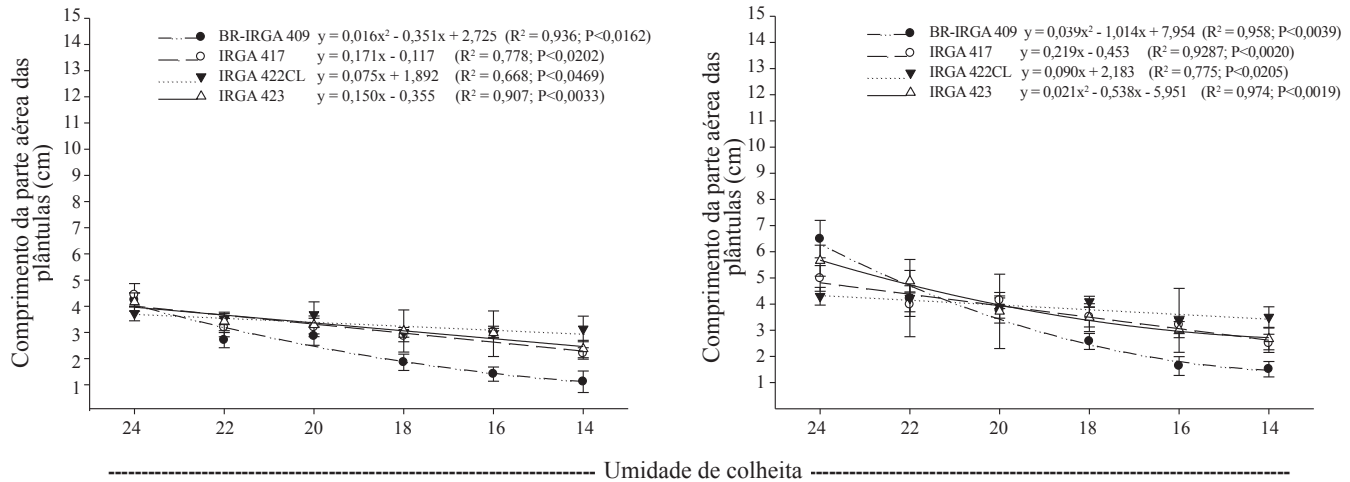 Comprimento da parte aérea das
plântulas (cm)
15
14
13
12
11
10
9
8
7
6
5
4
3
2
1
BR-IRGA 409 y = 0,016x² - 0,351x + 2,725 (R² = 0,936; P<0,0162)
IRGA 417 y = 0,171x - 0,117 (R² = 0,778; P<0,0202)
IRGA 422CL y = 0,075x + 1,892 (R² = 0,668; P<0,0469)
IRGA 423 y = 0,150x - 0,355 (R² = 0,907; P<0,0033)
24 22 20 18 16 14
Comprimento da parte aérea das
plântulas (cm)
15
14
13
12
11
10
9
8
7
6
5
4
3
2
1
BR-IRGA 409 y = 0,039x² - 1,014x + 7,954 (R² = 0,958; P<0,0039)
IRGA 417 y = 0,219x - 0,453 (R² = 0,9287; P<0,0020)
IRGA 422CL y = 0,090x + 2,183 (R² = 0,775; P<0,0205)
IRGA 423 y = 0,021x² - 0,538x - 5,951 (R² = 0,974; P<0,0019)
24 22 20 18 16 14
Umidade de colheita